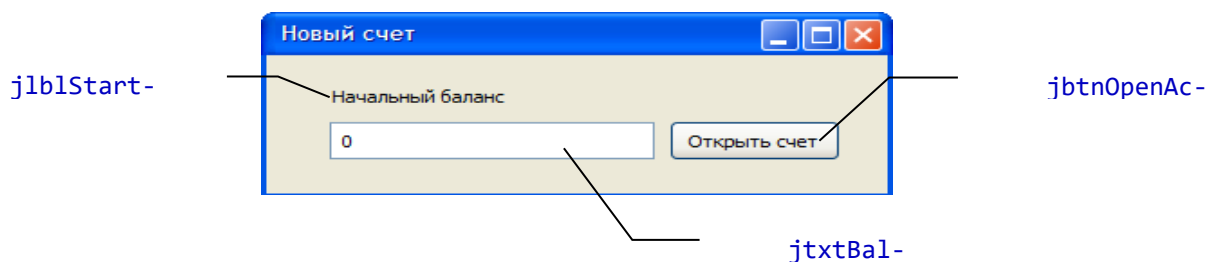 Новый счет
jlblStart-
jbtnOpenAc-
Начальный баланс
0
Открыть счет
jtxtBal-